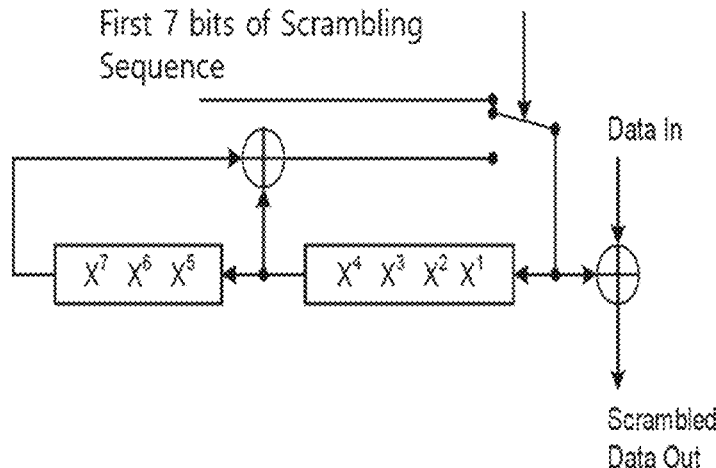 First 7 bits of Scrambling
Sequence
Data In
X⁷ X⁶ X⁵
X⁴ X³ X² X¹
Scrambled
Data Out